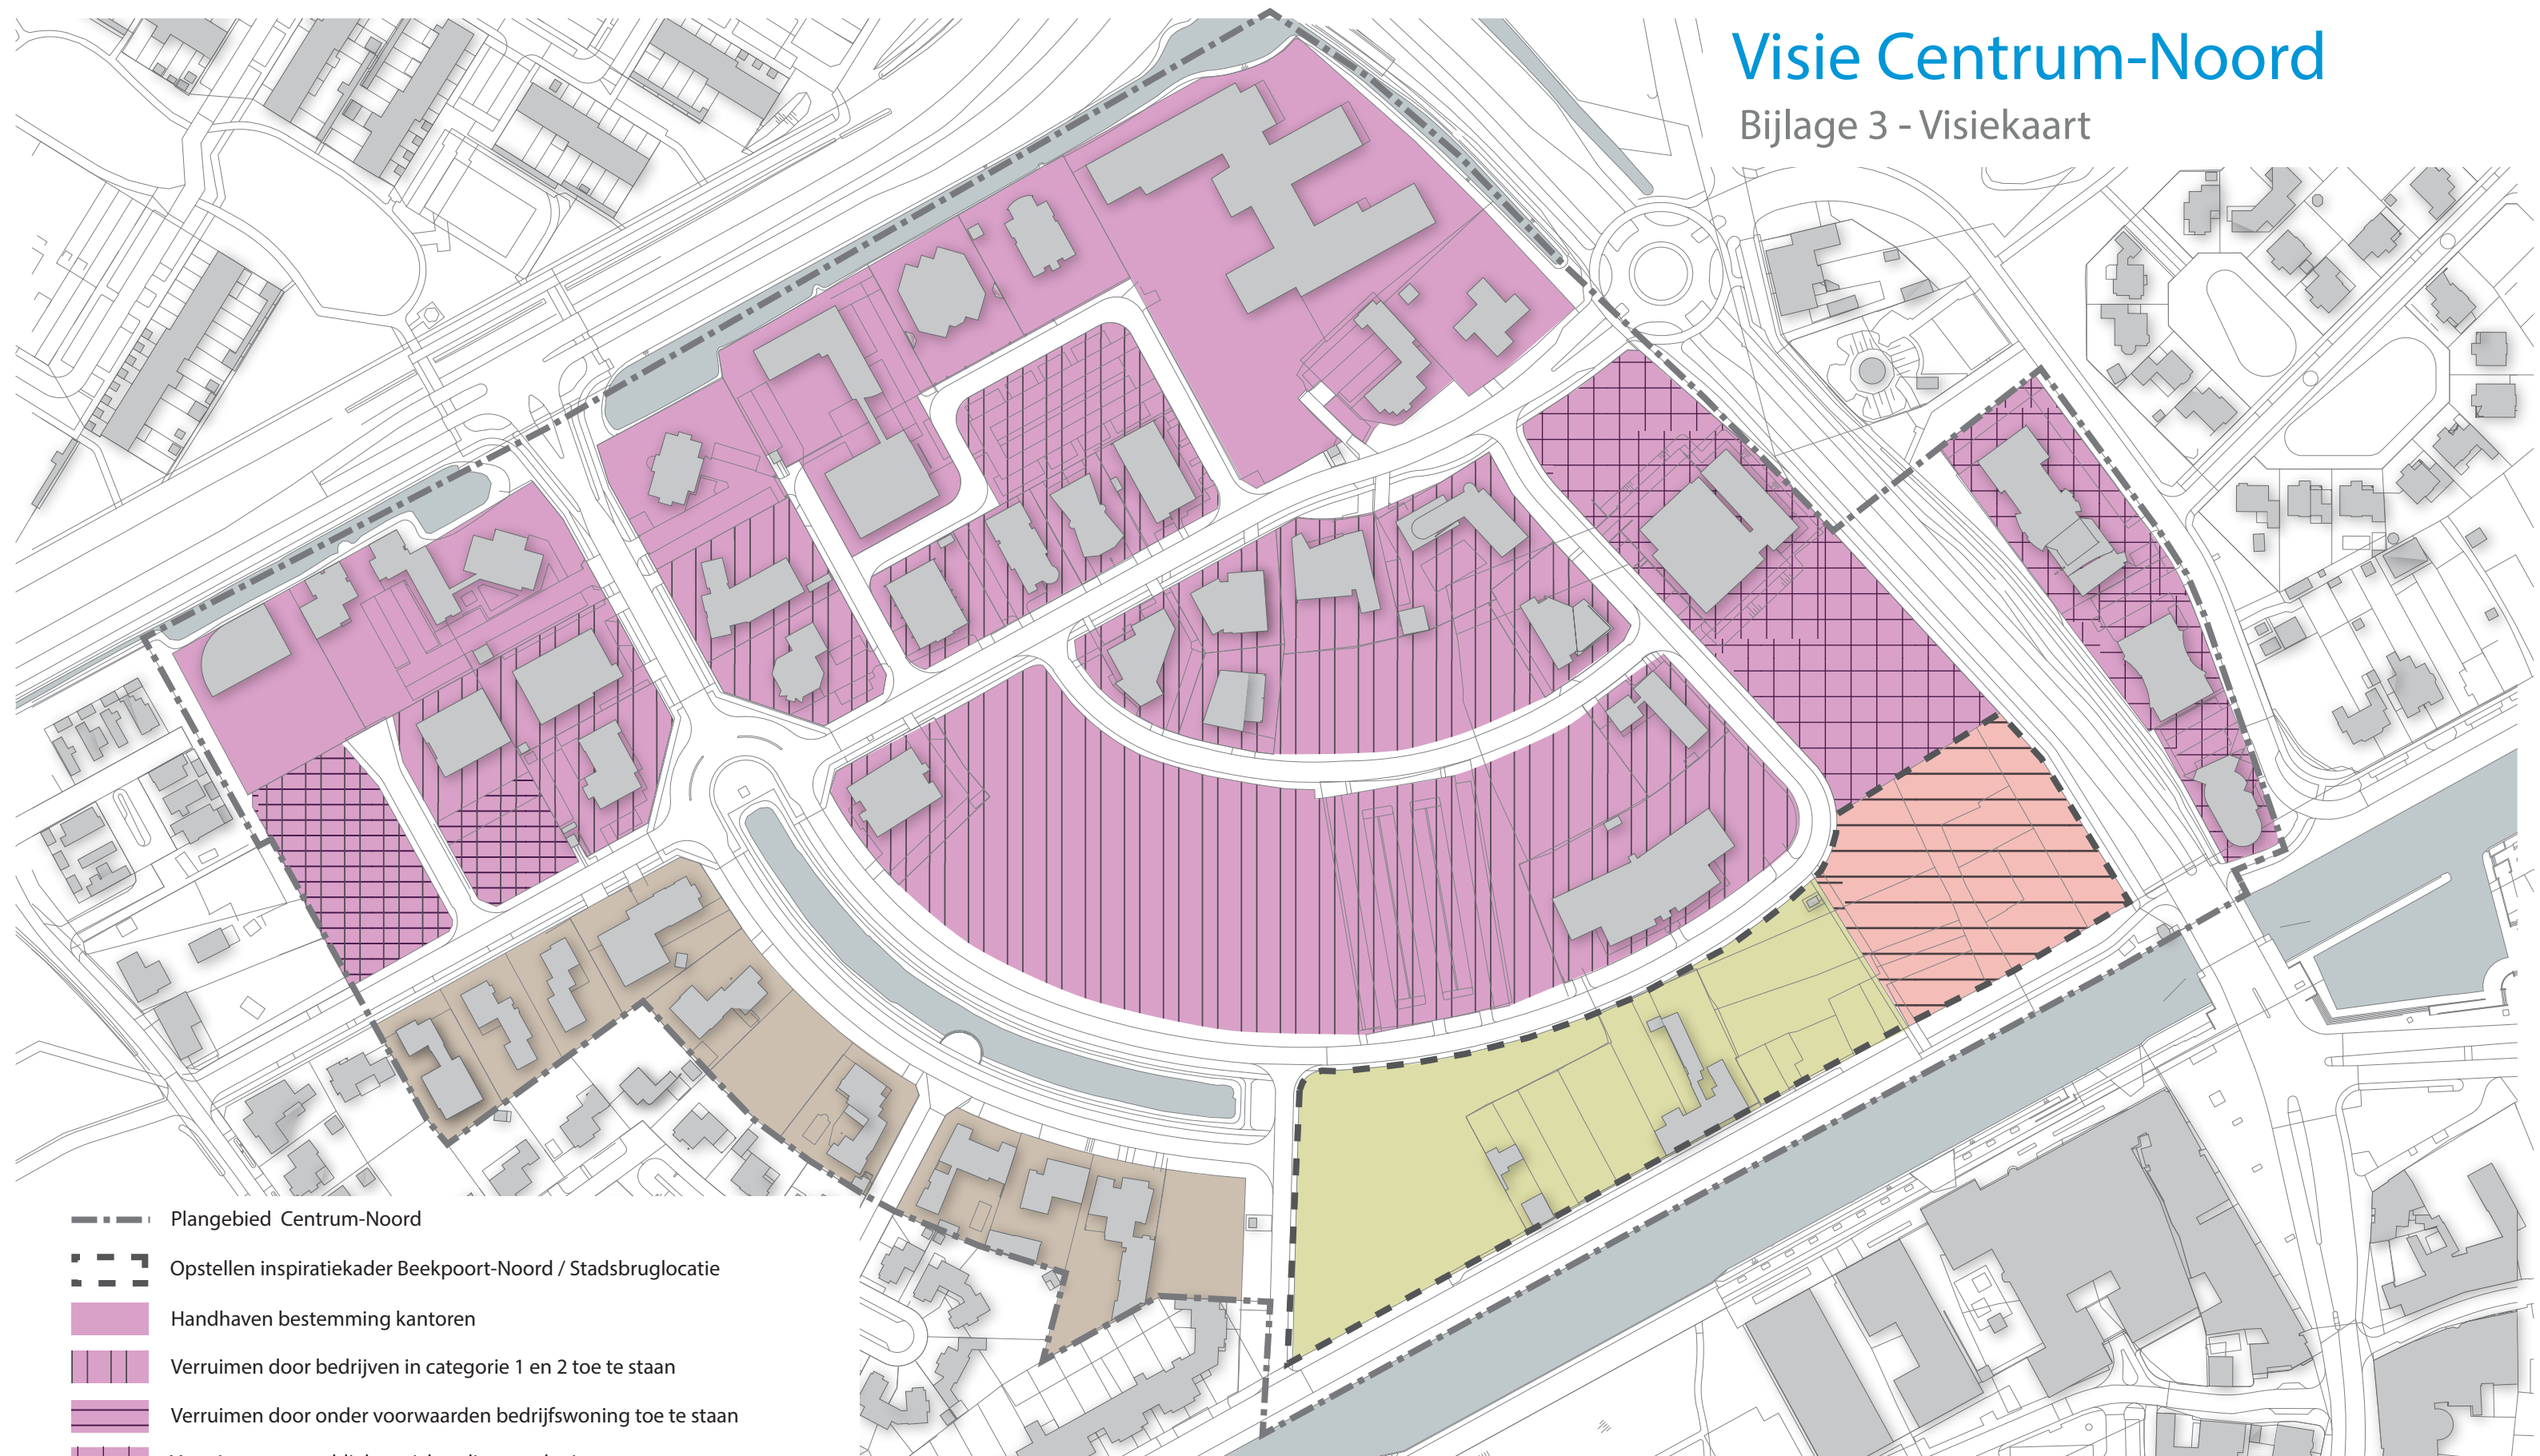 Visie Centrum-Noord
Bijlage 3 - Visiekaart
Plangebied Centrum-Noord
Opstellen inspiratiekader Beekpoort-Noord / Stadsbruglocatie
Handhaven bestemming kantoren
Verruimen door bedrijven in categorie 1 en 2 toe te staan
Verruimen door onder voorwaarden bedrijfswoning toe te staan